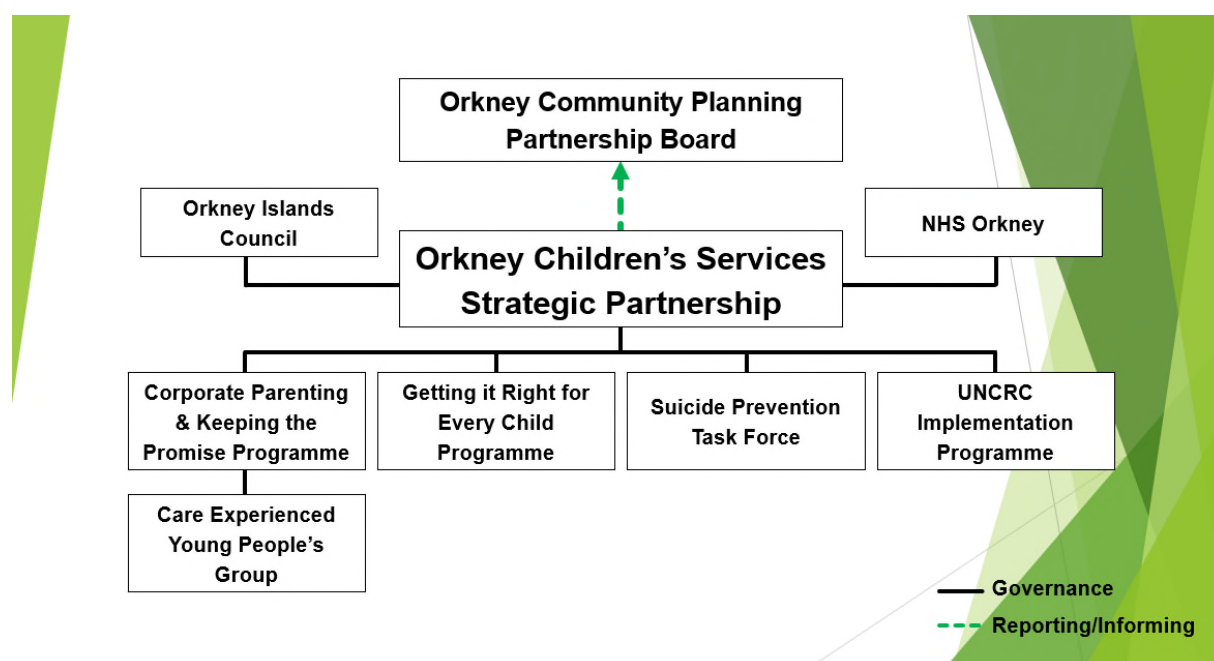 Orkney Community Planning
Partnership Board
Orkney Islands
Council
NHS Orkney
Orkney Children’s Services
Strategic Partnership
Corporate Parenting
& Keeping the
Promise Programme
Getting it Right for
Every Child
Programme
Suicide Prevention
Task Force
UNCRC
Implementation
Programme
Care Experienced
Young People’s
Group
Governance
Reporting/Informing